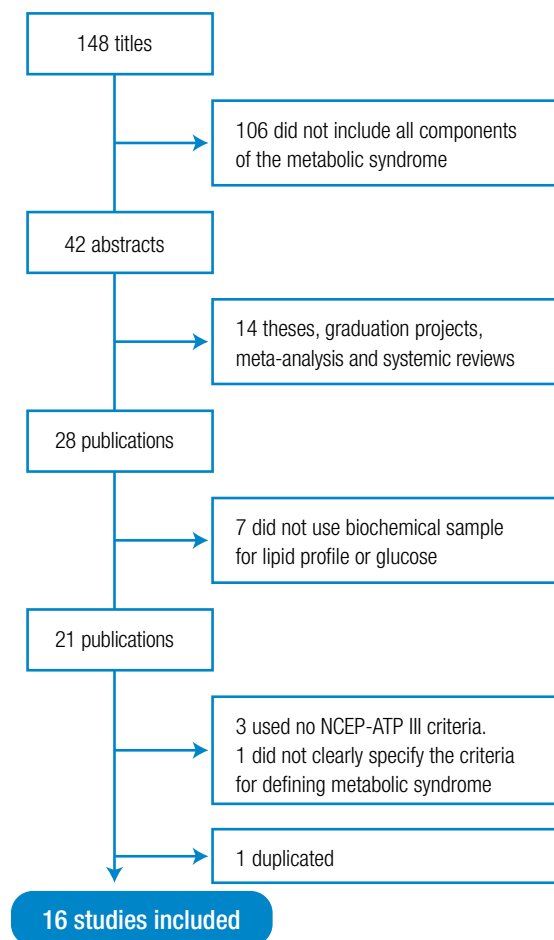 148 titles
106 did not include all components
of the metabolic syndrome
42 abstracts
14 theses, graduation projects,
meta-analysis and systemic reviews
28 publications
7 did not use biochemical sample
for lipid profile or glucose
21 publications
3 used no NCEP-ATP III criteria.
1 did not clearly specify the criteria
for defining metabolic syndrome
1 duplicated
16 studies included